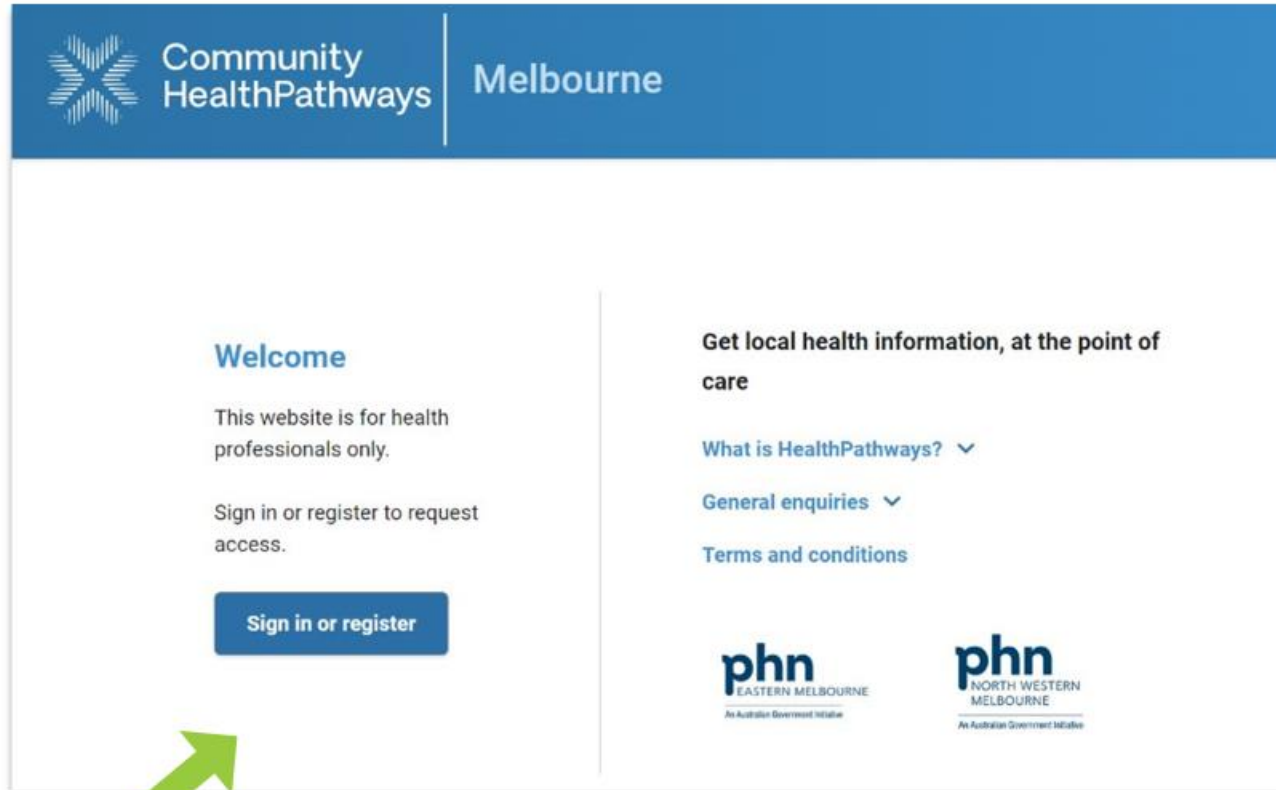 Community
HealthPathways
Melbourne
Welcome
This website is for health
professionals only.
Sign in or register to request
access.
Sign in or register
Get local health information, at the point of
care
What is HealthPathways?
General enquiries
Terms and conditions
phn
EASTERN MELBOURNE
An Australian Government Initiative
phn
NORTH WESTERN
MELBOURNE
An Australian Government Initiative